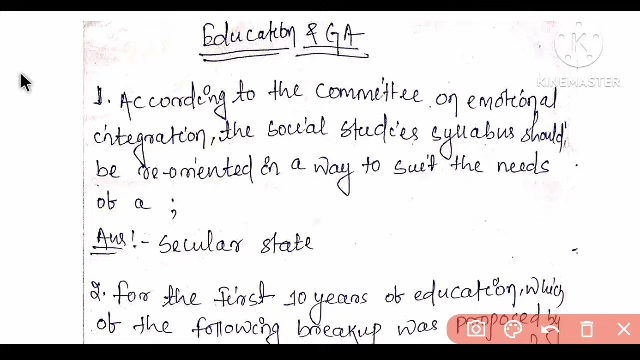 Education & GA
KINEMASTER
1. According to the committee on emotional
integration, the social studies syllabus should
be re-oriented in a way to suit the needs
of a ;
Ans :- secular state
2. for the first 10 years of education, which
of the following breakup was proposed by